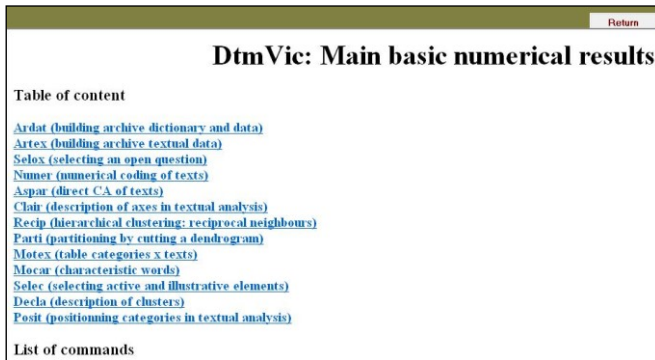 Return
DtmVic: Main basic numerical results
Table of content
Ardat (building archive dictionary and data)
Artex (building archive textual data)
Selox (selecting an open question)
Numer (numerical coding of texts)
Aspar (direct CA of texts)
Clair (description of axes in textual analysis)
Recip (hierarchical clustering: reciprocal neighbours)
Parti (partitioning by cutting a dendrogram)
Motex (table categories x texts)
Mocar (characteristic words)
Selec (selecting active and illustrative elements)
Decla (description of clusters)
Posit (positionning categories in textual analysis)
List of commands